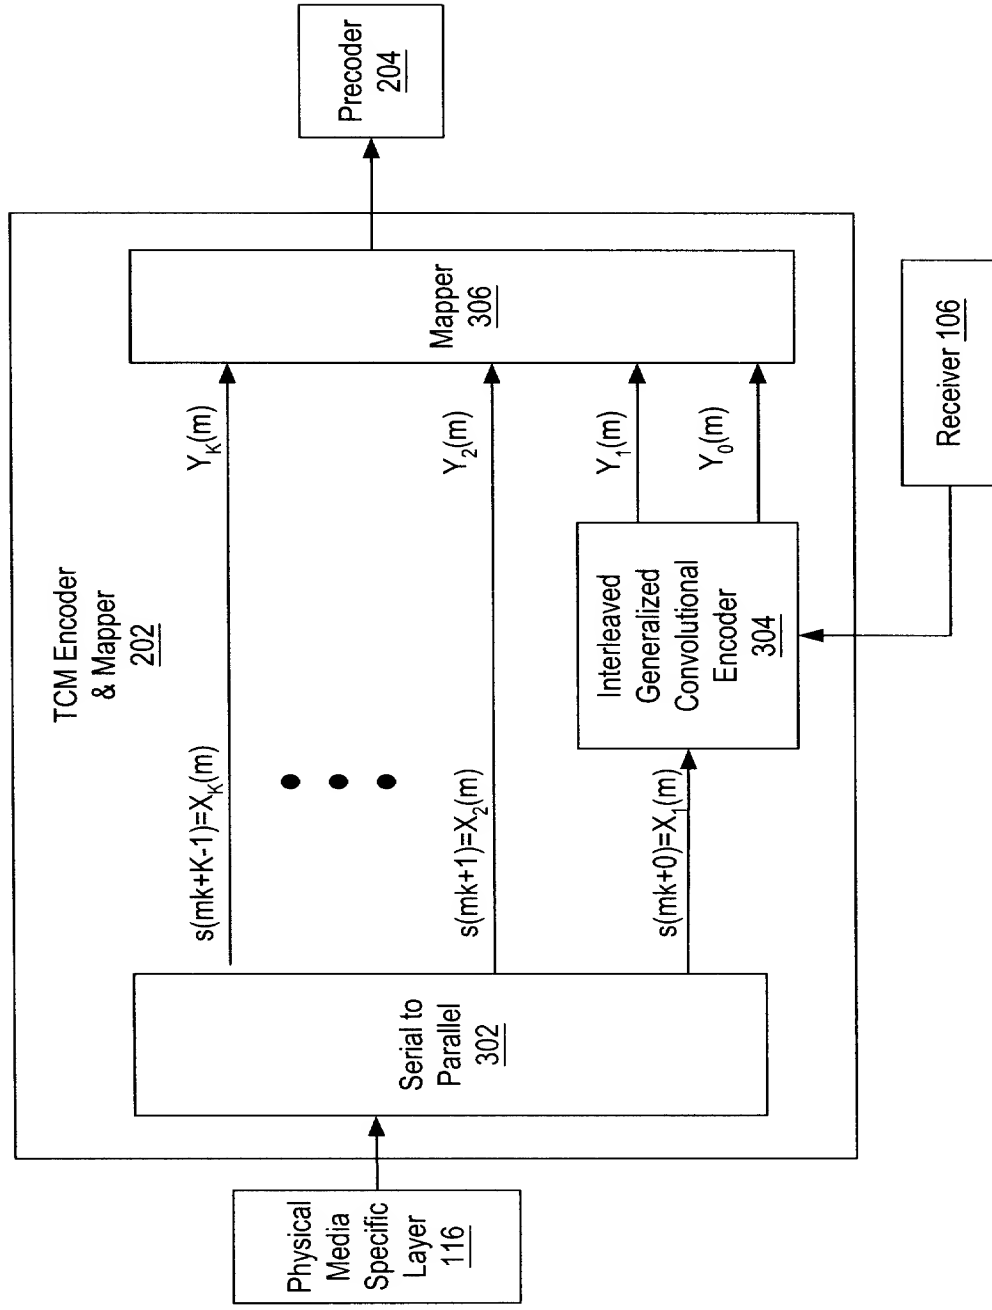 TCM Encoder
& Mapper
202
Physical
Media
Specific
Layer
116
Serial to
Parallel
302
s(mk+K-1)=X_K(m)
Y_K(m)
s(mk+1)=X_2(m)
Y_2(m)
s(mk+0)=X_1(m)
Interleaved
Generalized
Convolutional
Encoder
304
Y_1(m)
Y_0(m)
Mapper
306
Precoder
204
Receiver 106